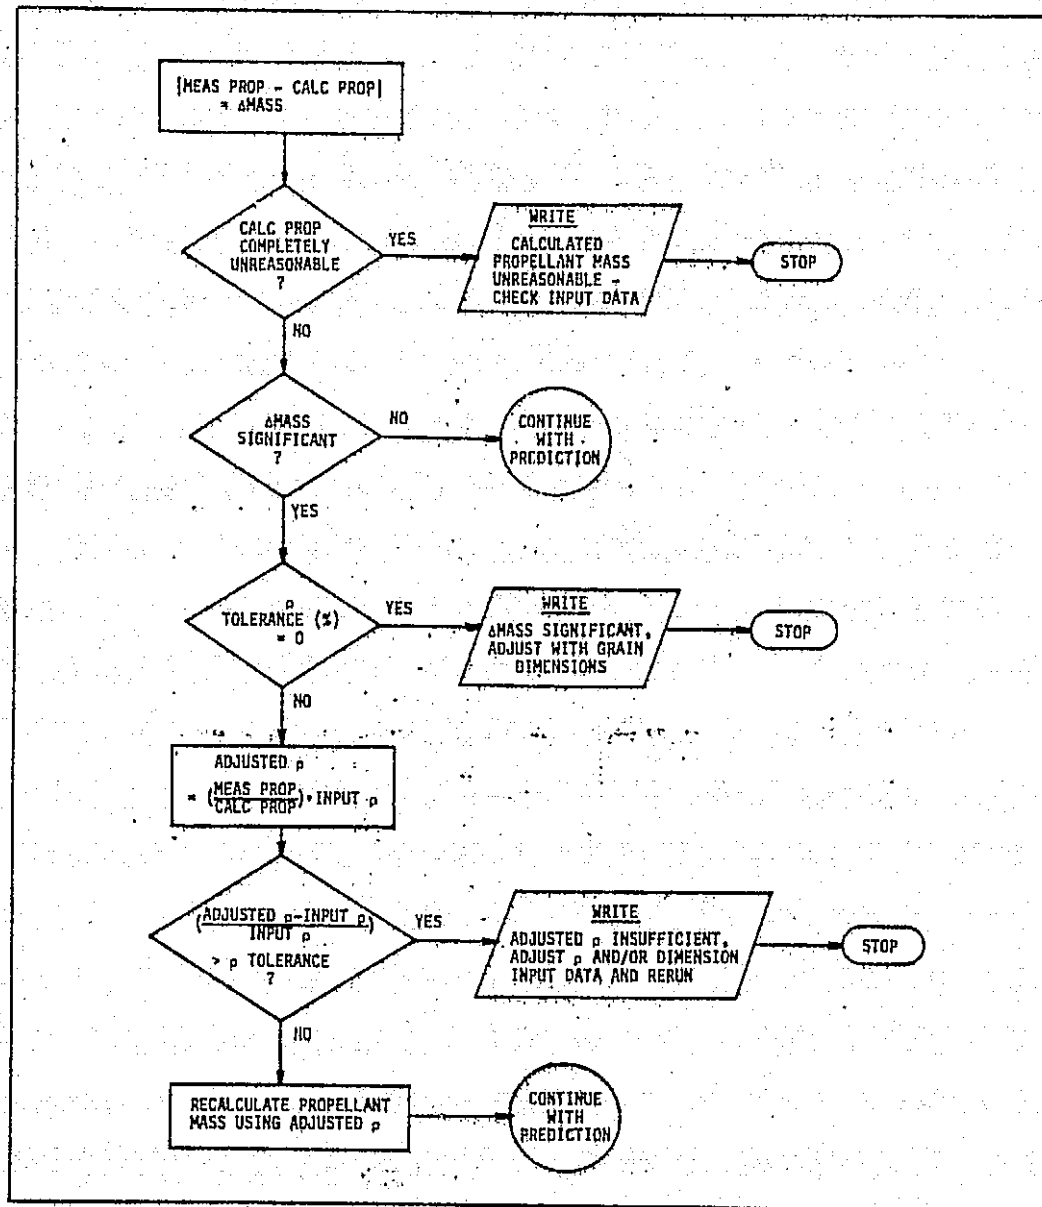 |MEAS PROP - CALC PROP|
= ΔMASS
CALC PROP
COMPLETELY
UNREASONABLE
?
YES
WRITE
CALCULATED
PROPELLANT MASS
UNREASONABLE -
CHECK INPUT DATA
STOP
NO
ΔMASS
SIGNIFICANT
?
NO
CONTINUE
WITH
PREDICTION
YES
ρ
TOLERANCE (%)
= 0
YES
WRITE
ΔMASS SIGNIFICANT,
ADJUST WITH GRAIN
DIMENSIONS
STOP
NO
ADJUSTED ρ
= (MEAS PROP
CALC PROP) • INPUT ρ
(ADJUSTED ρ-INPUT ρ
INPUT ρ)
> ρ TOLERANCE
?
YES
WRITE
ADJUSTED ρ INSUFFICIENT,
ADJUST ρ AND/OR DIMENSION
INPUT DATA AND RERUN
STOP
NO
RECALCULATE PROPELLANT
MASS USING ADJUSTED ρ
CONTINUE
WITH
PREDICTION